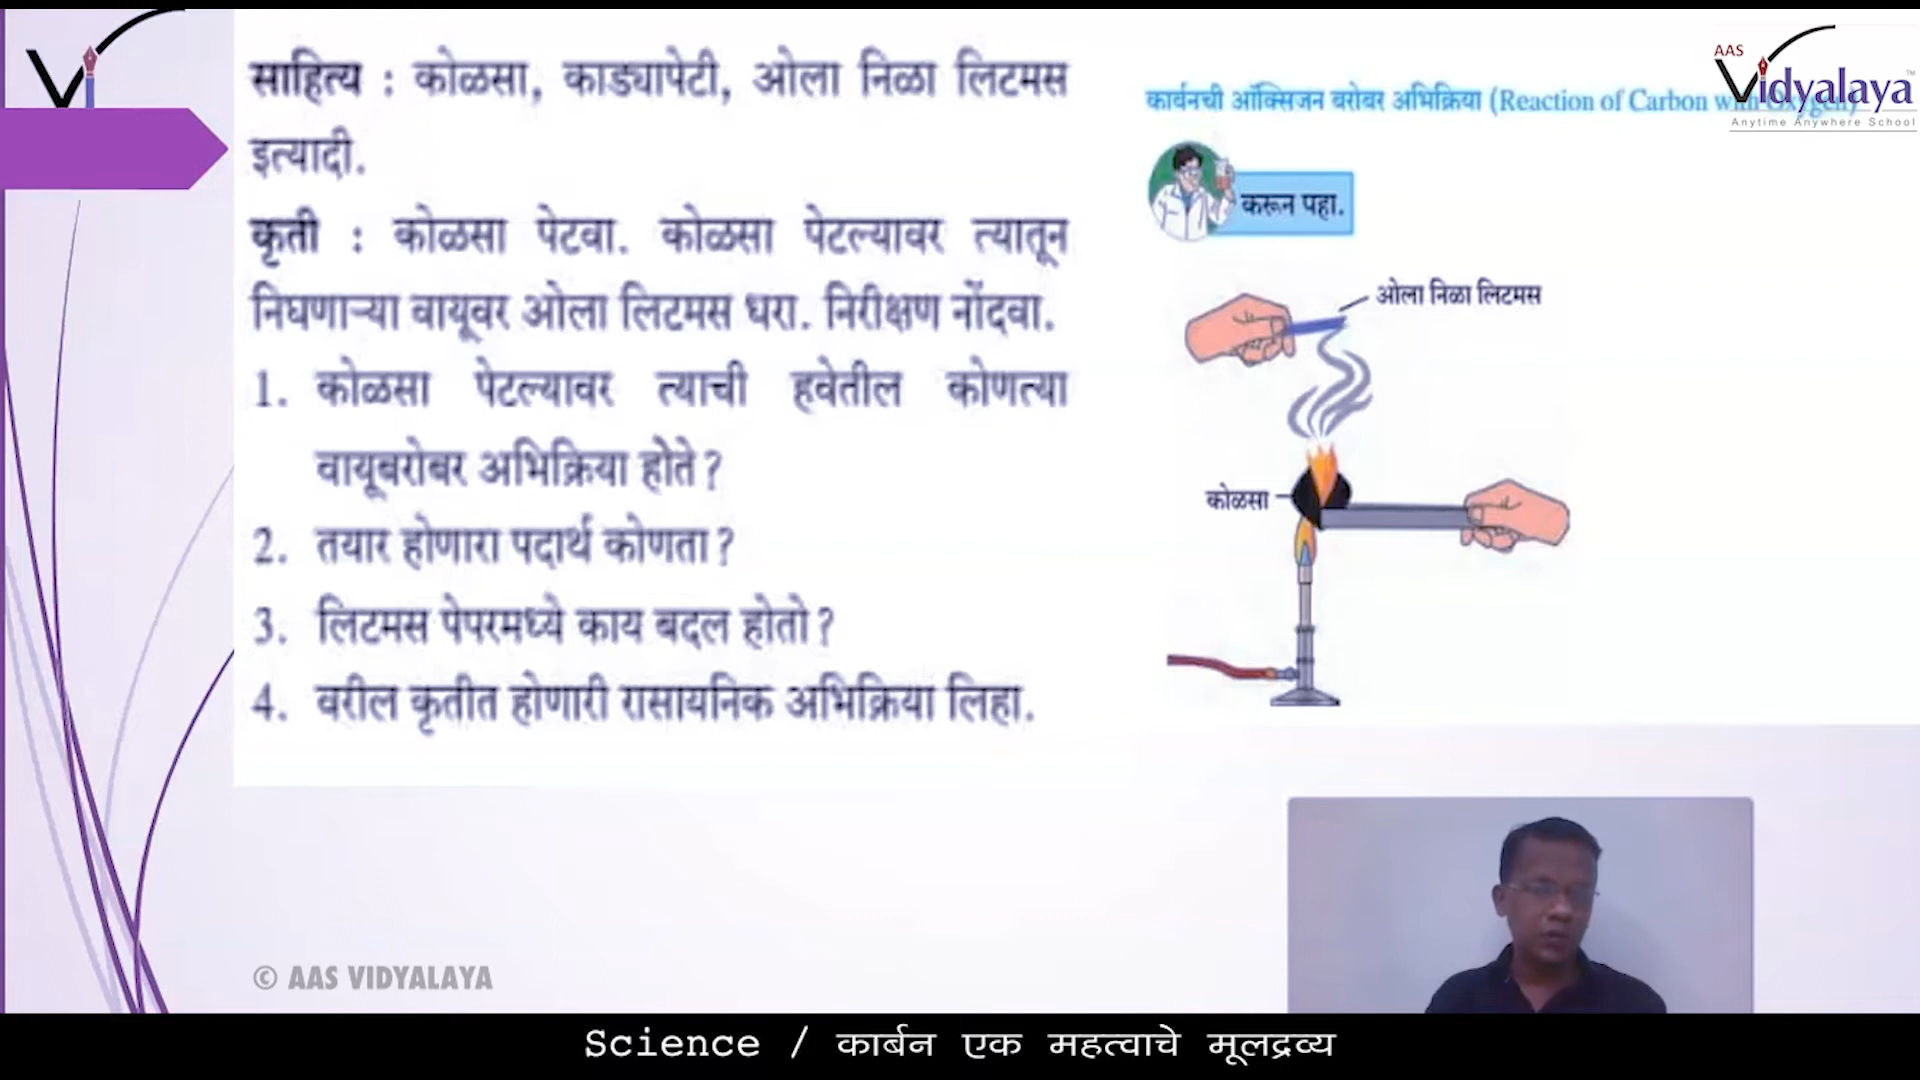 साहित्य : कोळसा, काड्यापेटी, ओला निळा लिटमस
इत्यादी.
कृती : कोळसा पेटवा. कोळसा पेटल्यावर त्यातून
निघणाऱ्या वायूवर ओला लिटमस धरा. निरीक्षण नोंदवा.
1. कोळसा पेटल्यावर त्याची हवेतील कोणत्या
वायूबरोबर अभिक्रिया होते?
2. तयार होणारा पदार्थ कोणता?
3. लिटमस पेपरमध्ये काय बदल होतो?
4. वरील कृतीत होणारी रासायनिक अभिक्रिया लिहा.
कार्बनची ऑक्सिजन बरोबर अभिक्रिया (Reaction of Carbon with Oxygen)
AAS
Vidyalaya
TM
Anytime Anywhere School
करून पहा.
ओला निळा लिटमस
कोळसा
© AAS VIDYALAYA
Science / कार्बन एक महत्वाचे मूलद्रव्य